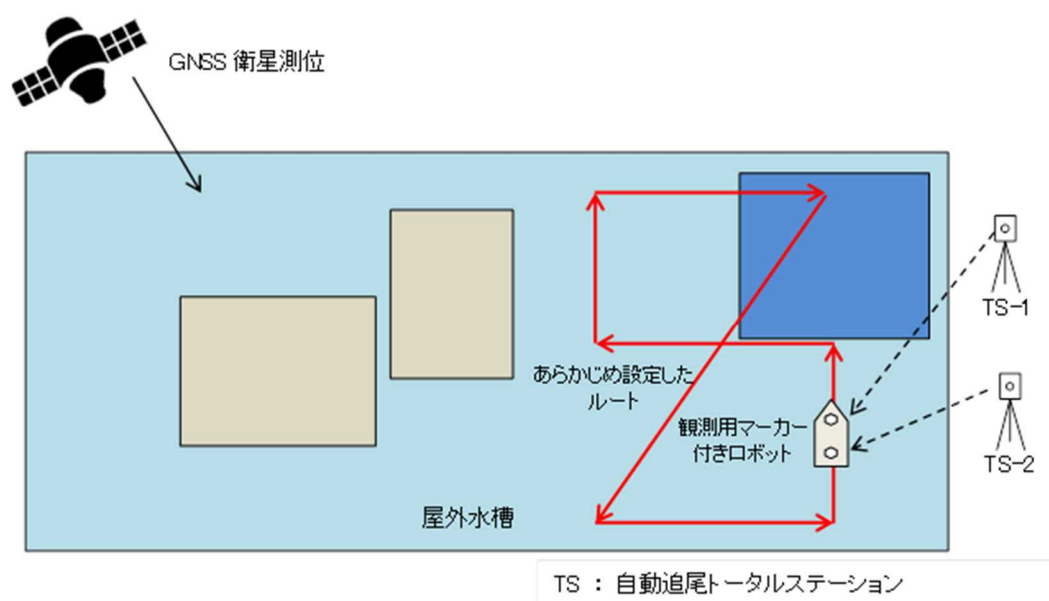 GNSS 衛星測位
TS-1
あらかじめ設定した
ルート
観測用マーカー
付きロボット
TS-2
屋外水槽
TS : 自動追尾トータルステーション